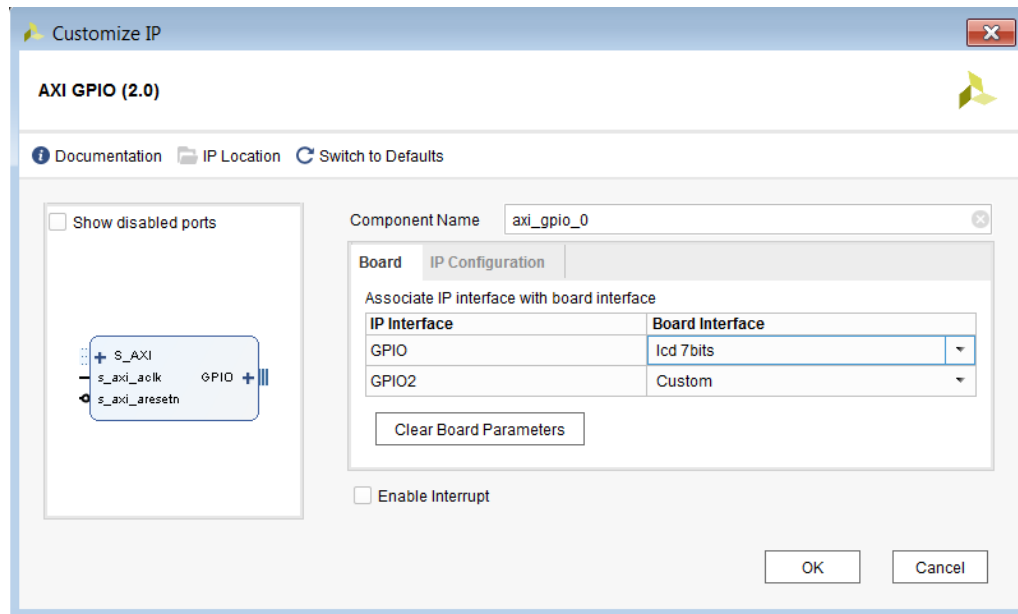 Customize IP
AXI GPIO (2.0)
Documentation IP Location Switch to Defaults
Show disabled ports
S_AXI
s_axi_aclk GPIO
s_axi_aresetn
Component Name axi_gpio_0
Board IP Configuration
Associate IP interface with board interface
IP Interface Board Interface
GPIO lcd 7bits
GPIO2 Custom
Clear Board Parameters
Enable Interrupt
OK Cancel